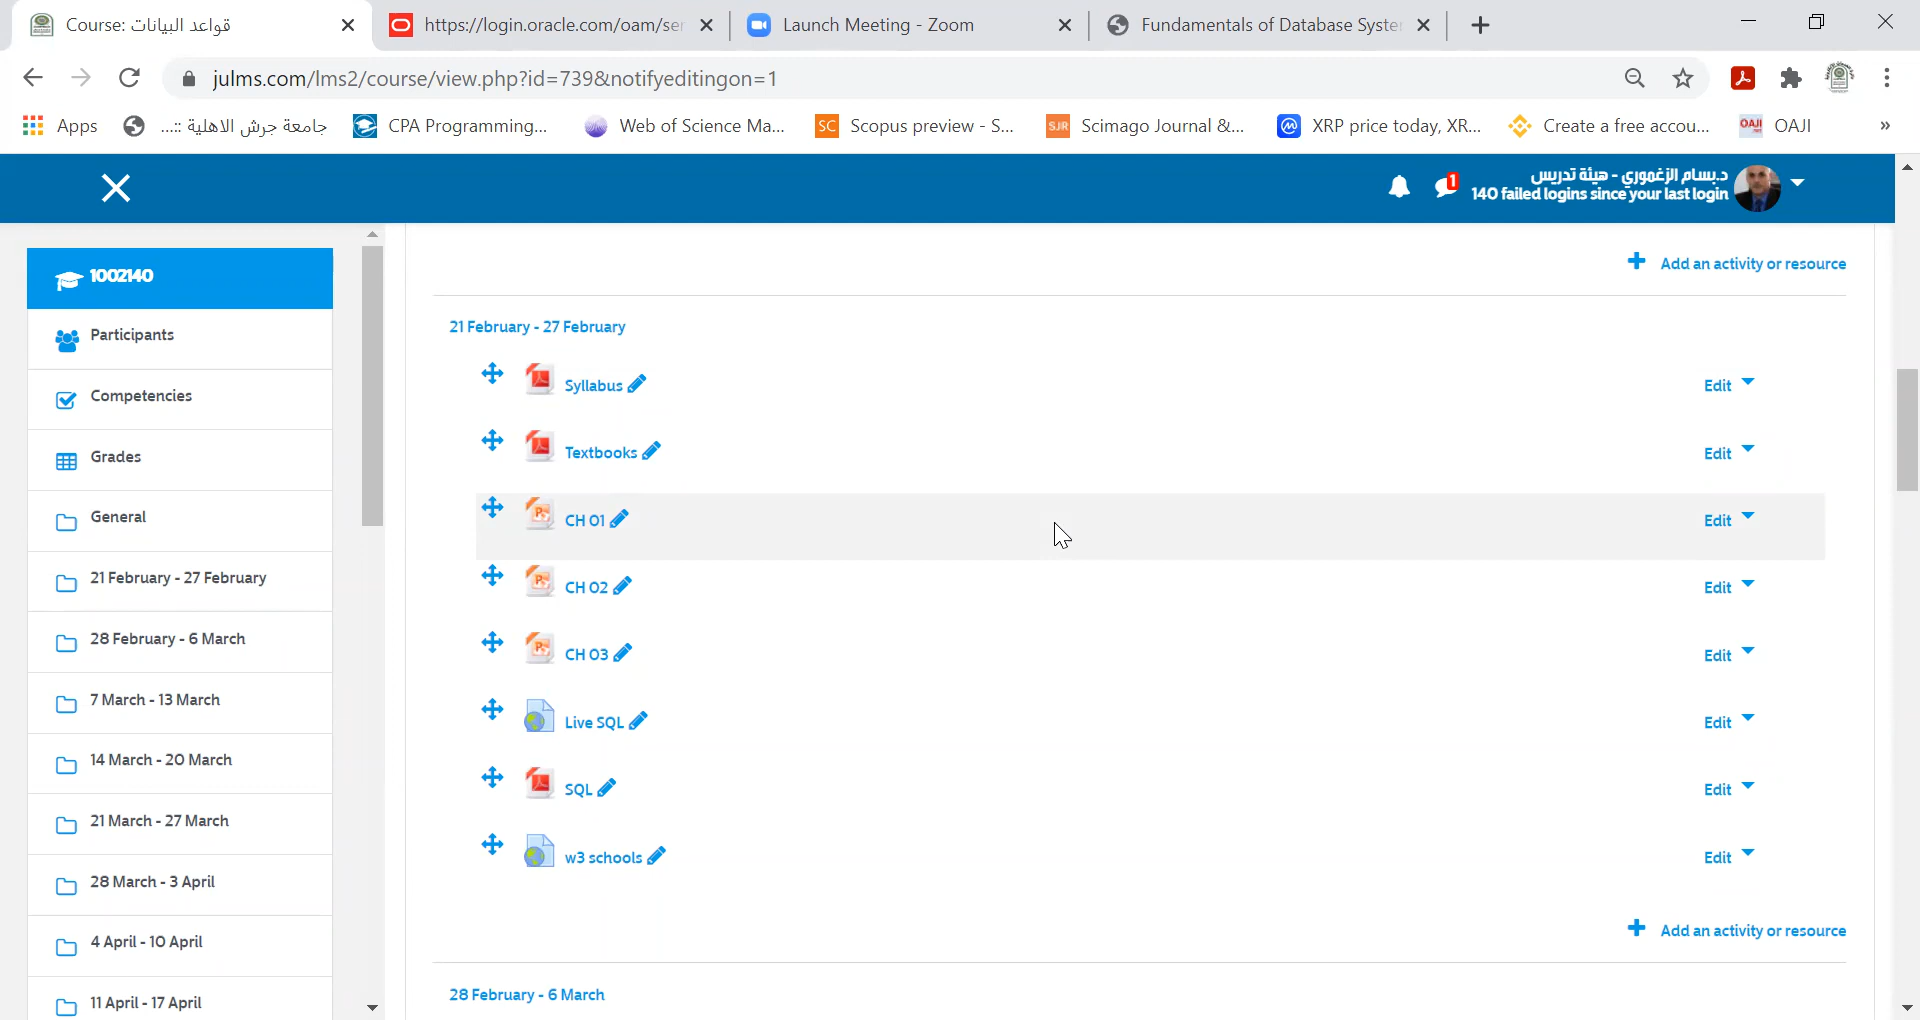 Course: قواعد البيانات
https://login.oracle.com/oam/ser
Launch Meeting - Zoom
Fundamentals of Database Syste
julms.com/lms2/course/view.php?id=739&notifyeditingon=1
Apps
جامعة جرش الاهلية ::...
CPA Programming...
Web of Science Ma...
SC
Scopus preview - S...
SJR
Scimago Journal &...
XRP price today, XR...
Create a free accou...
OAJI
OAJI
»
1
د.بسام الزغموري - هيئة تدريس
140 failed logins since your last login
1002140
Participants
Competencies
Grades
General
21 February - 27 February
28 February - 6 March
7 March - 13 March
14 March - 20 March
21 March - 27 March
28 March - 3 April
4 April - 10 April
11 April - 17 April
Add an activity or resource
21 February - 27 February
Syllabus
Edit
Textbooks
Edit
CH 01
Edit
CH 02
Edit
CH 03
Edit
Live SQL
Edit
SQL
Edit
w3 schools
Edit
Add an activity or resource
28 February - 6 March